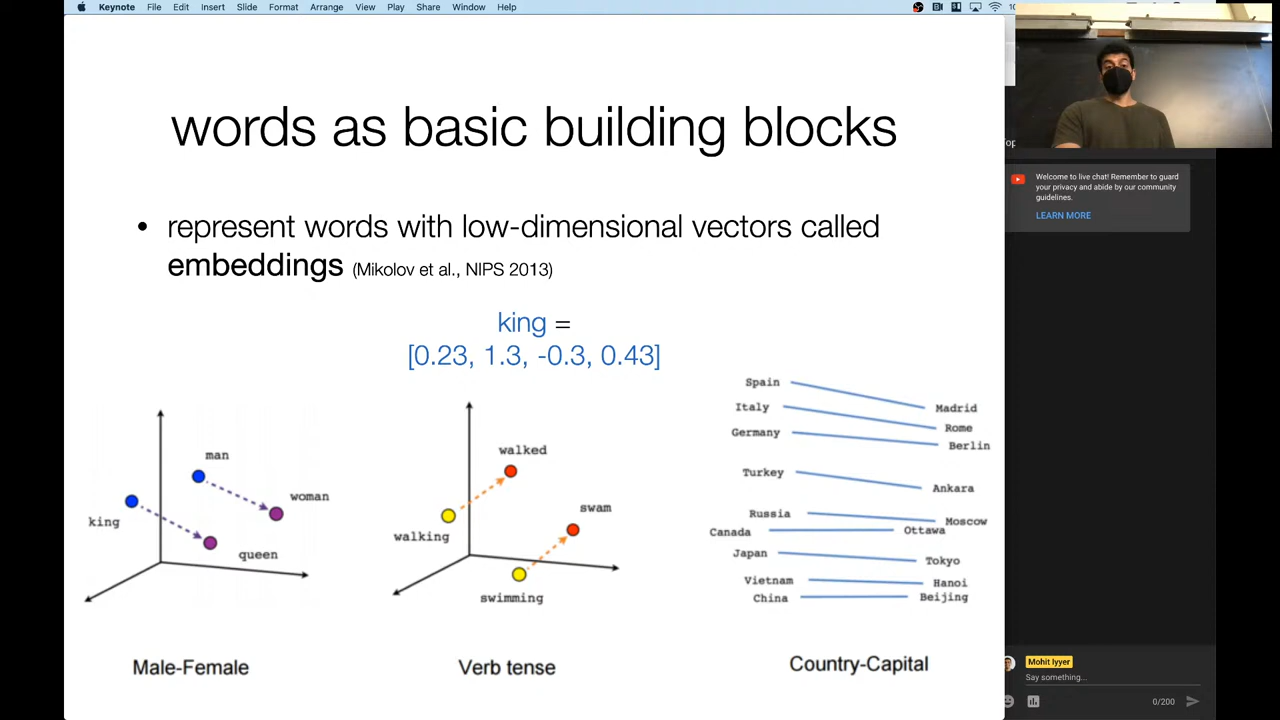 Keynote File Edit Insert Slide Format Arrange View Play Share Window Help
words as basic building blocks
• represent words with low-dimensional vectors called
embeddings (Mikolov et al., NIPS 2013)
king =
[0.23, 1.3, -0.3, 0.43]
man
woman
king
queen
Male-Female
walked
swam
walking
swimming
Verb tense
Spain Madrid
Italy Rome
Germany Berlin
Turkey Ankara
Russia Moscow
Canada Ottawa
Japan Tokyo
Vietnam Hanoi
China Beijing
Country-Capital
Welcome to live chat! Remember to guard
your privacy and abide by our community
guidelines.
LEARN MORE
Mohit Iyyer
Say something...
0/200